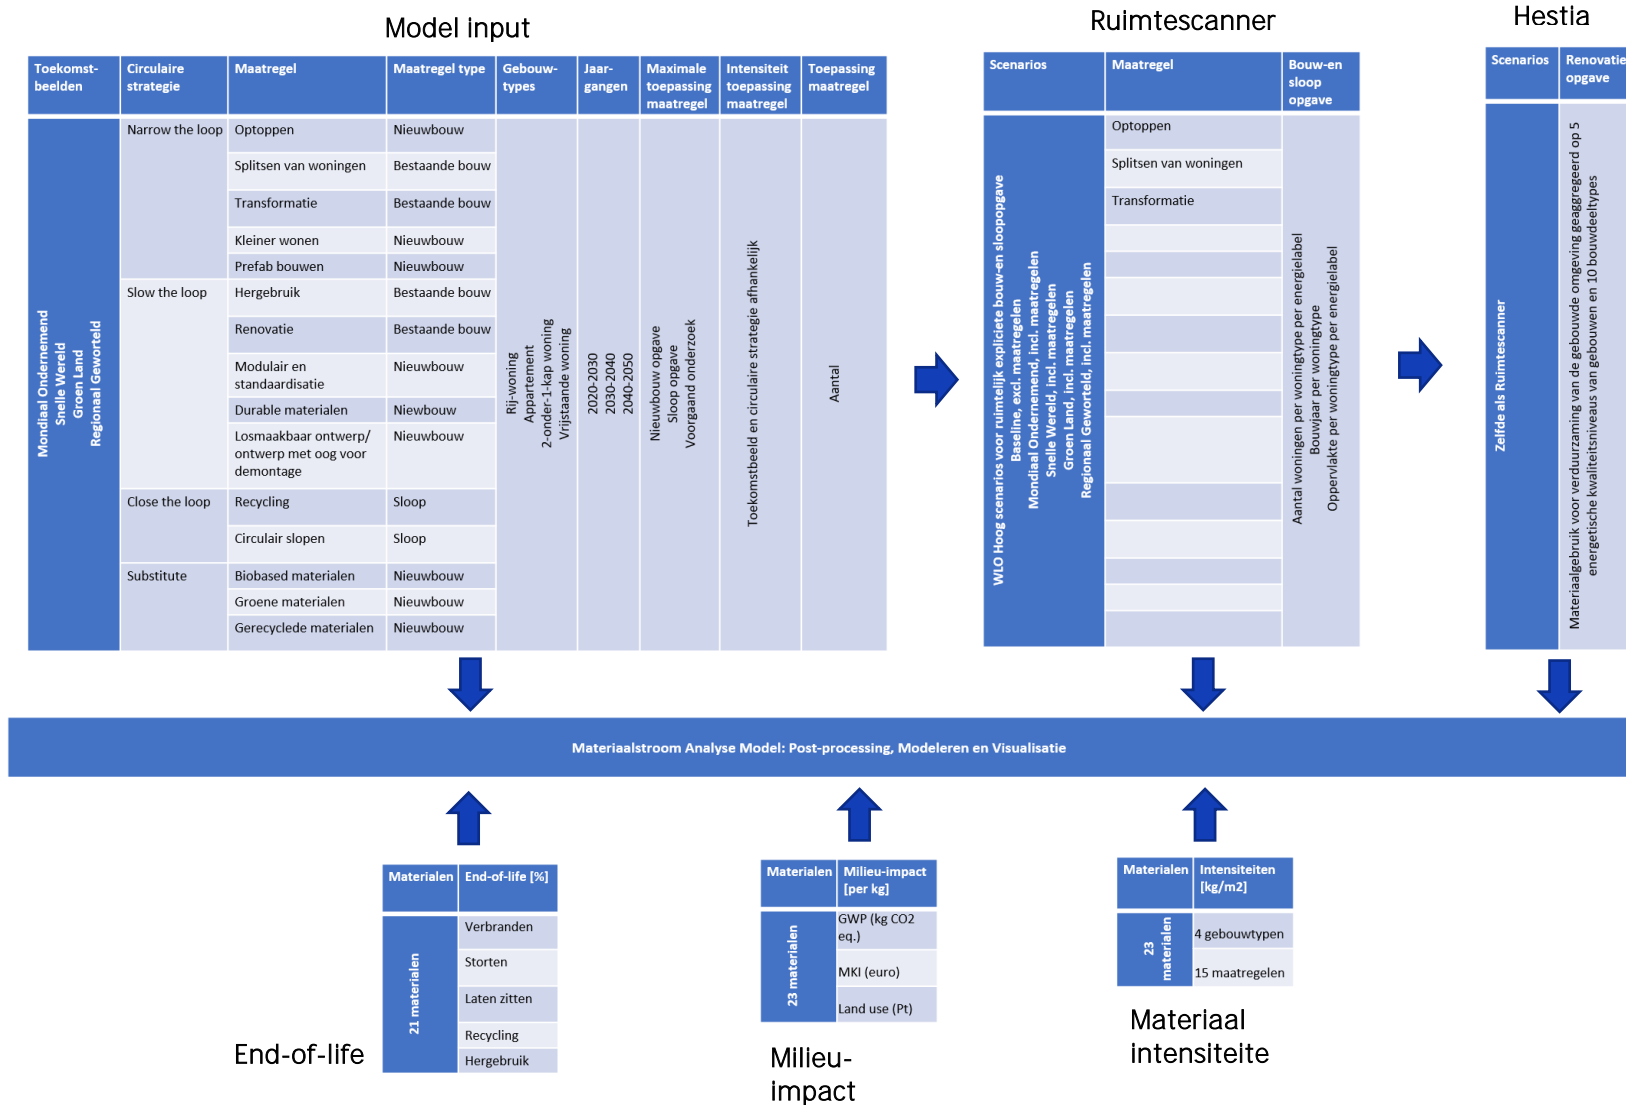 Model input
Toekomst-
beelden
Circulaire
strategie
Maatregel
Maatregel type
Gebouw-
types
Jaar-
gangen
Maximale
toepassing
maatregel
Intensiteit
toepassing
maatregel
Toepassing
maatregel
Mondiaal Ondernemend
Snelle Wereld
Groen Land
Regionaal Geworteld
Narrow the loop
Optoppen
Nieuwbouw
Splitsen van woningen
Bestaande bouw
Transformatie
Bestaande bouw
Kleiner wonen
Nieuwbouw
Prefab bouwen
Nieuwbouw
Slow the loop
Hergebruik
Bestaande bouw
Renovatie
Bestaande bouw
Modulair en
standaardisatie
Nieuwbouw
Durable materialen
Niewbouw
Losmaakbaar ontwerp/
ontwerp met oog voor
demontage
Nieuwbouw
Close the loop
Recycling
Sloop
Circulair slopen
Sloop
Substitute
Biobased materialen
Nieuwbouw
Groene materialen
Nieuwbouw
Gerecyclede materialen
Nieuwbouw
Rij-woning
Appartement
2-onder-1-kap woning
Vrijstaande woning
2020-2030
2030-2040
2040-2050
Nieuwbouw opgave
Sloop opgave
Voorgaand onderzoek
Toekomstbeeld en circulaire strategie afhankelijk
Aantal
Ruimtescanner
Scenarios
Maatregel
Bouw-en
sloop
opgave
WLO Hoog scenarios voor ruimtelijk expliciete bouw-en sloopopgave
Baseline, excl. maatregelen
Mondiaal Ondernemend, incl. maatregelen
Snelle Wereld, incl. maatregelen
Groen Land, incl. maatregelen
Regionaal Geworteld, incl. maatregelen
Optoppen
Splitsen van woningen
Transformatie
Aantal woningen per woningtype per energielabel
Bouwjaar per woningtype
Oppervlakte per woningtype per energielabel
Hestia
Scenarios
Renovatie
opgave
Zelfde als Ruimtescanner
Materiaalgebruik voor verduurzaming van de gebouwde omgeving geaggregeerd op 5
energetische kwaliteitsniveaus van gebouwen en 10 bouwdeeltypes
Materiaalstroom Analyse Model: Post-processing, Modeleren en Visualisatie
Materialen
End-of-life [%]
21 materialen
Verbranden
Storten
Laten zitten
Recycling
Hergebruik
End-of-life
Materialen
Milieu-impact
[per kg]
23 materialen
GWP (kg CO2
eq.)
MKI (euro)
Land use (Pt)
Milieu-
impact
Materialen
Intensiteiten
[kg/m2]
23
materialen
4 gebouwtypen
15 maatregelen
Materiaal
intensiteite